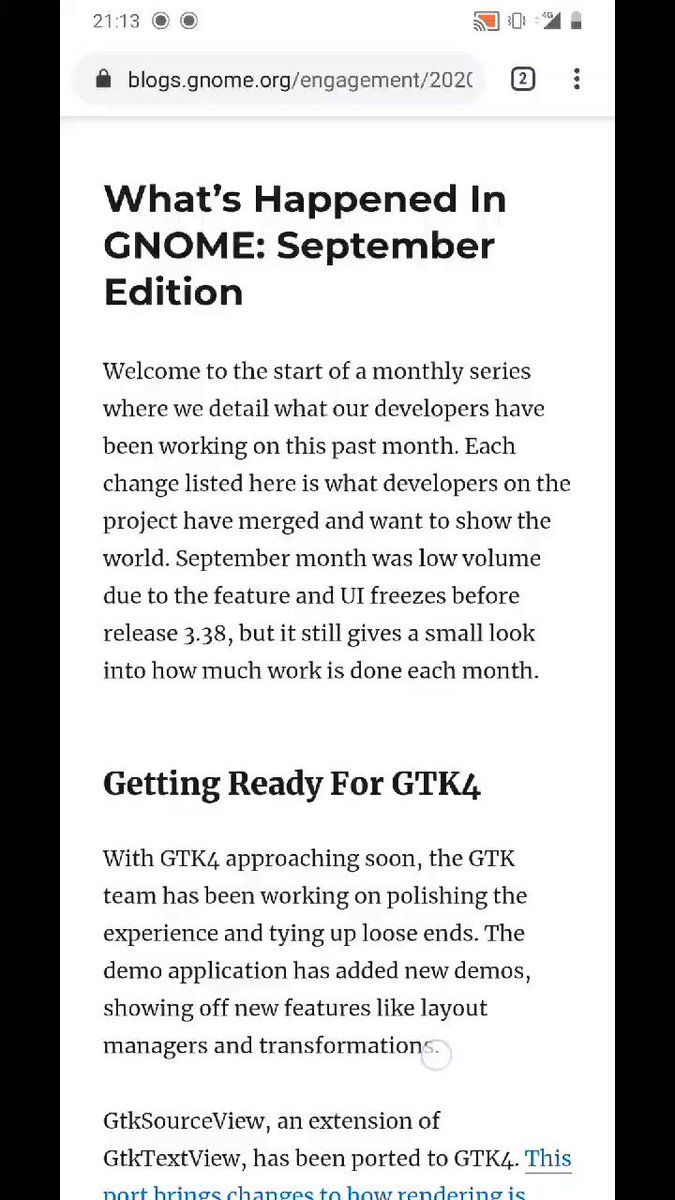 21:13
4G
blogs.gnome.org/engagement/202
2
What’s Happened In
GNOME: September
Edition
Welcome to the start of a monthly series
where we detail what our developers have
been working on this past month. Each
change listed here is what developers on the
project have merged and want to show the
world. September month was low volume
due to the feature and UI freezes before
release 3.38, but it still gives a small look
into how much work is done each month.
Getting Ready For GTK4
With GTK4 approaching soon, the GTK
team has been working on polishing the
experience and tying up loose ends. The
demo application has added new demos,
showing off new features like layout
managers and transformations.
GtkSourceView, an extension of
GtkTextView, has been ported to GTK4. This
port brings changes to how rendering is